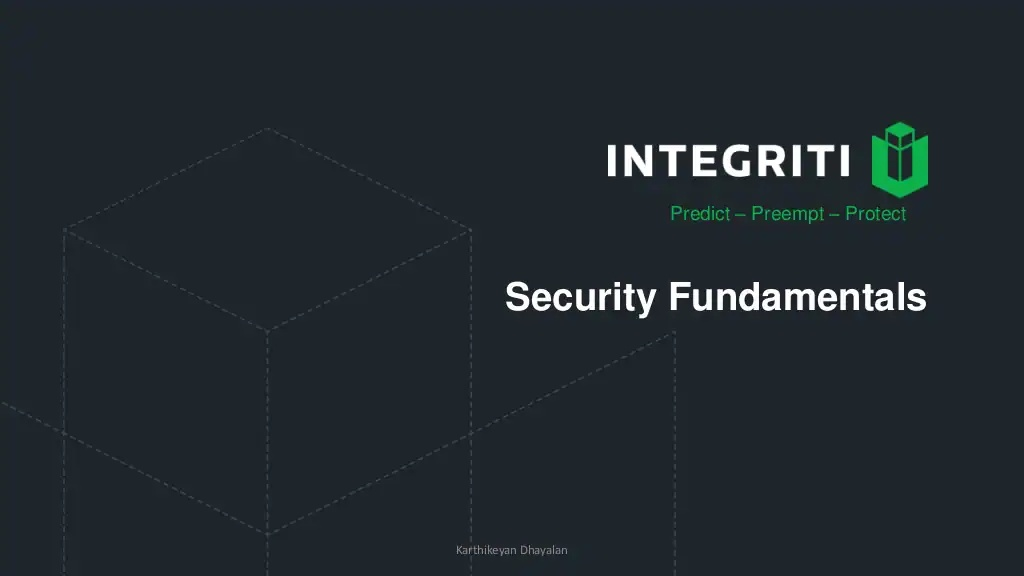 INTEGRITI
Predict – Preempt – Protect
Security Fundamentals
Karthikeyan Dhayalan